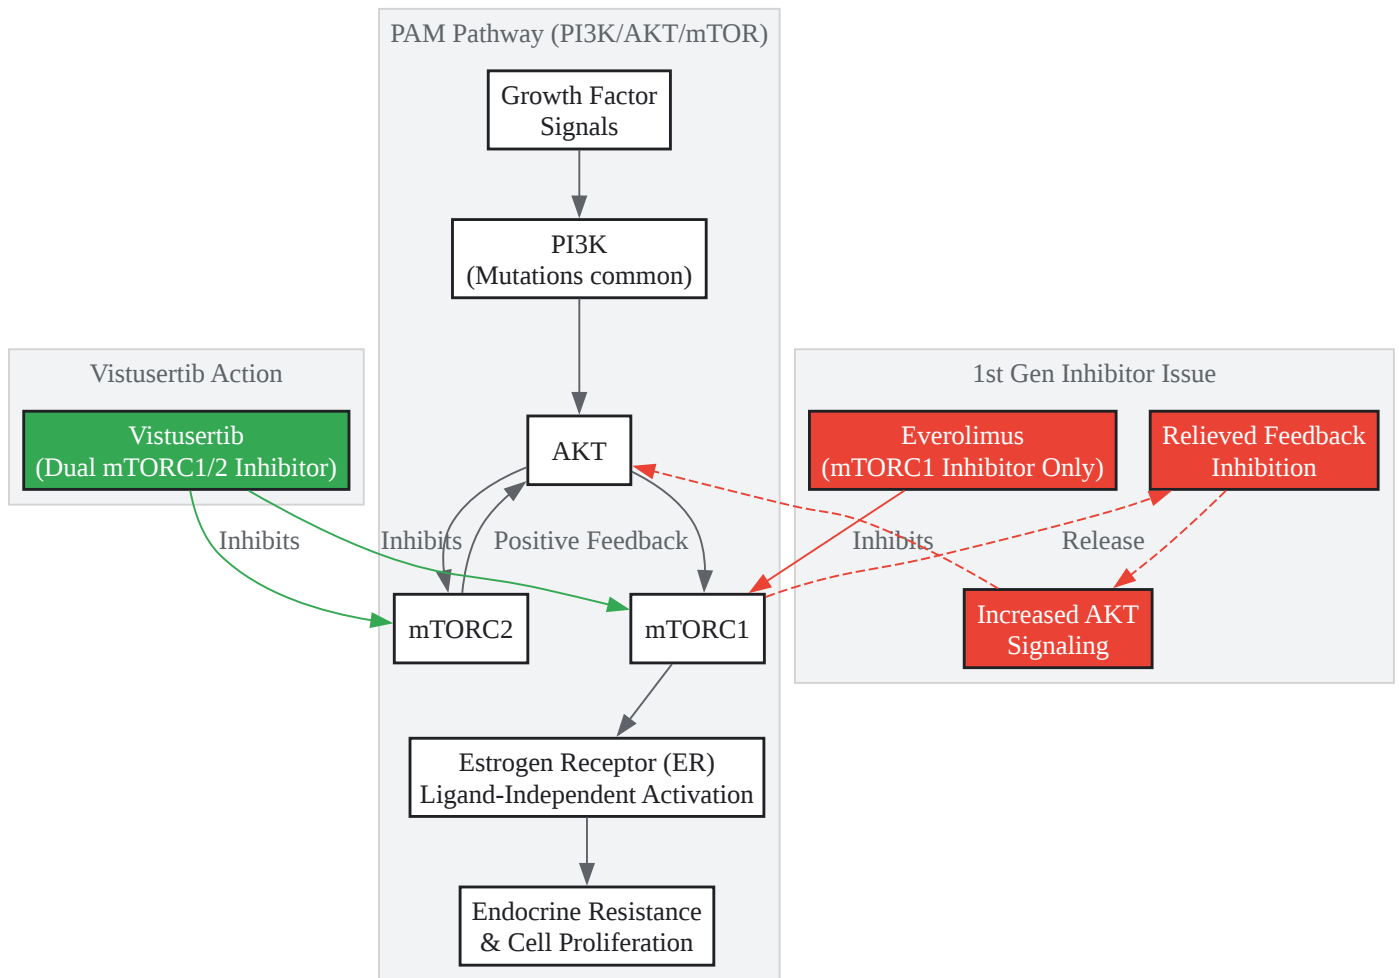 PAM Pathway (PI3K/AKT/mTOR)
Growth Factor
Signals
PI3K
(Mutations common)
Vistusertib Action
Vistusertib
(Dual mTORC1/2 Inhibitor)
1st Gen Inhibitor Issue
Everolimus
(mTORC1 Inhibitor Only)
Relieved Feedback
Inhibition
AKT
Inhibits
Inhibits
Positive Feedback
Inhibits
Release
mTORC2
mTORC1
Increased AKT
Signaling
Estrogen Receptor (ER)
Ligand-Independent Activation
Endocrine Resistance
& Cell Proliferation